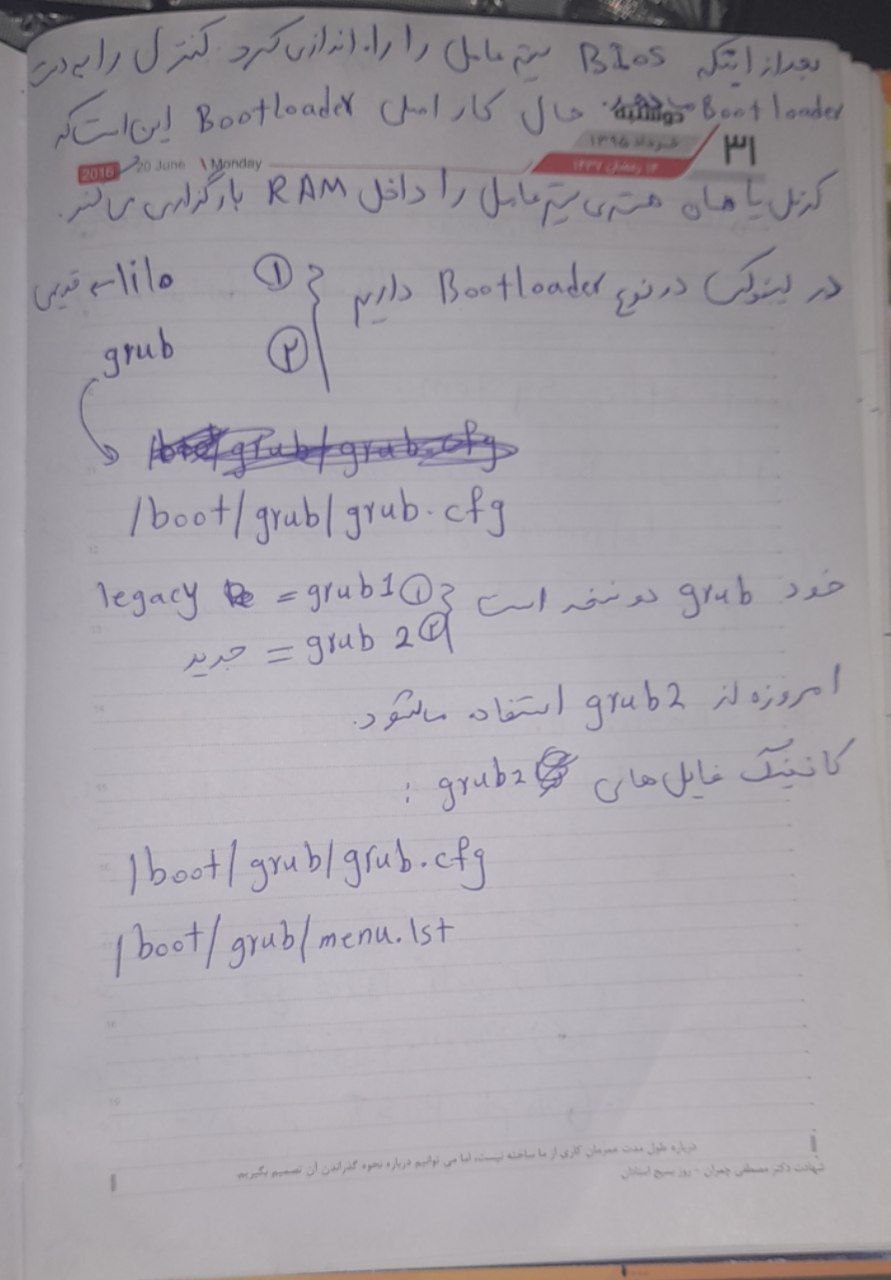 بعد از اینکه BIOS سیستم عامل را راه اندازی کرد. کنترل را به دست
Bootloader میدهد. حال کار اصلی Bootloader این است که
۳۱ خرداد ۱۳۹۵ دوشنبه
۱۴ رمضان ۱۴۳۷
2016 20 June \ Monday
کرنل یا همان هسته‌ی سیستم عامل را داخل RAM بارگذاری می‌کند.
در لینوکس دو نوع Bootloader داریم
① lilo قدیمی
② grub
/boot/grub/grub.cfg
/boot/grub/grub.cfg
خود grub دو نسخه است
① grub1 = legacy
② grub 2 = جدید
امروزه از grub2 استفاده میشود.
کانفیگ فایل‌های grub2 :
/boot/grub/grub.cfg
/boot/grub/menu.lst
درباره طول مدت عمرمان کاری از ما ساخته نیست، اما می توانیم درباره نحوه گذراندن آن تصمیم بگیریم
شهادت دکتر مصطفی چمران - روز بسیج استادان